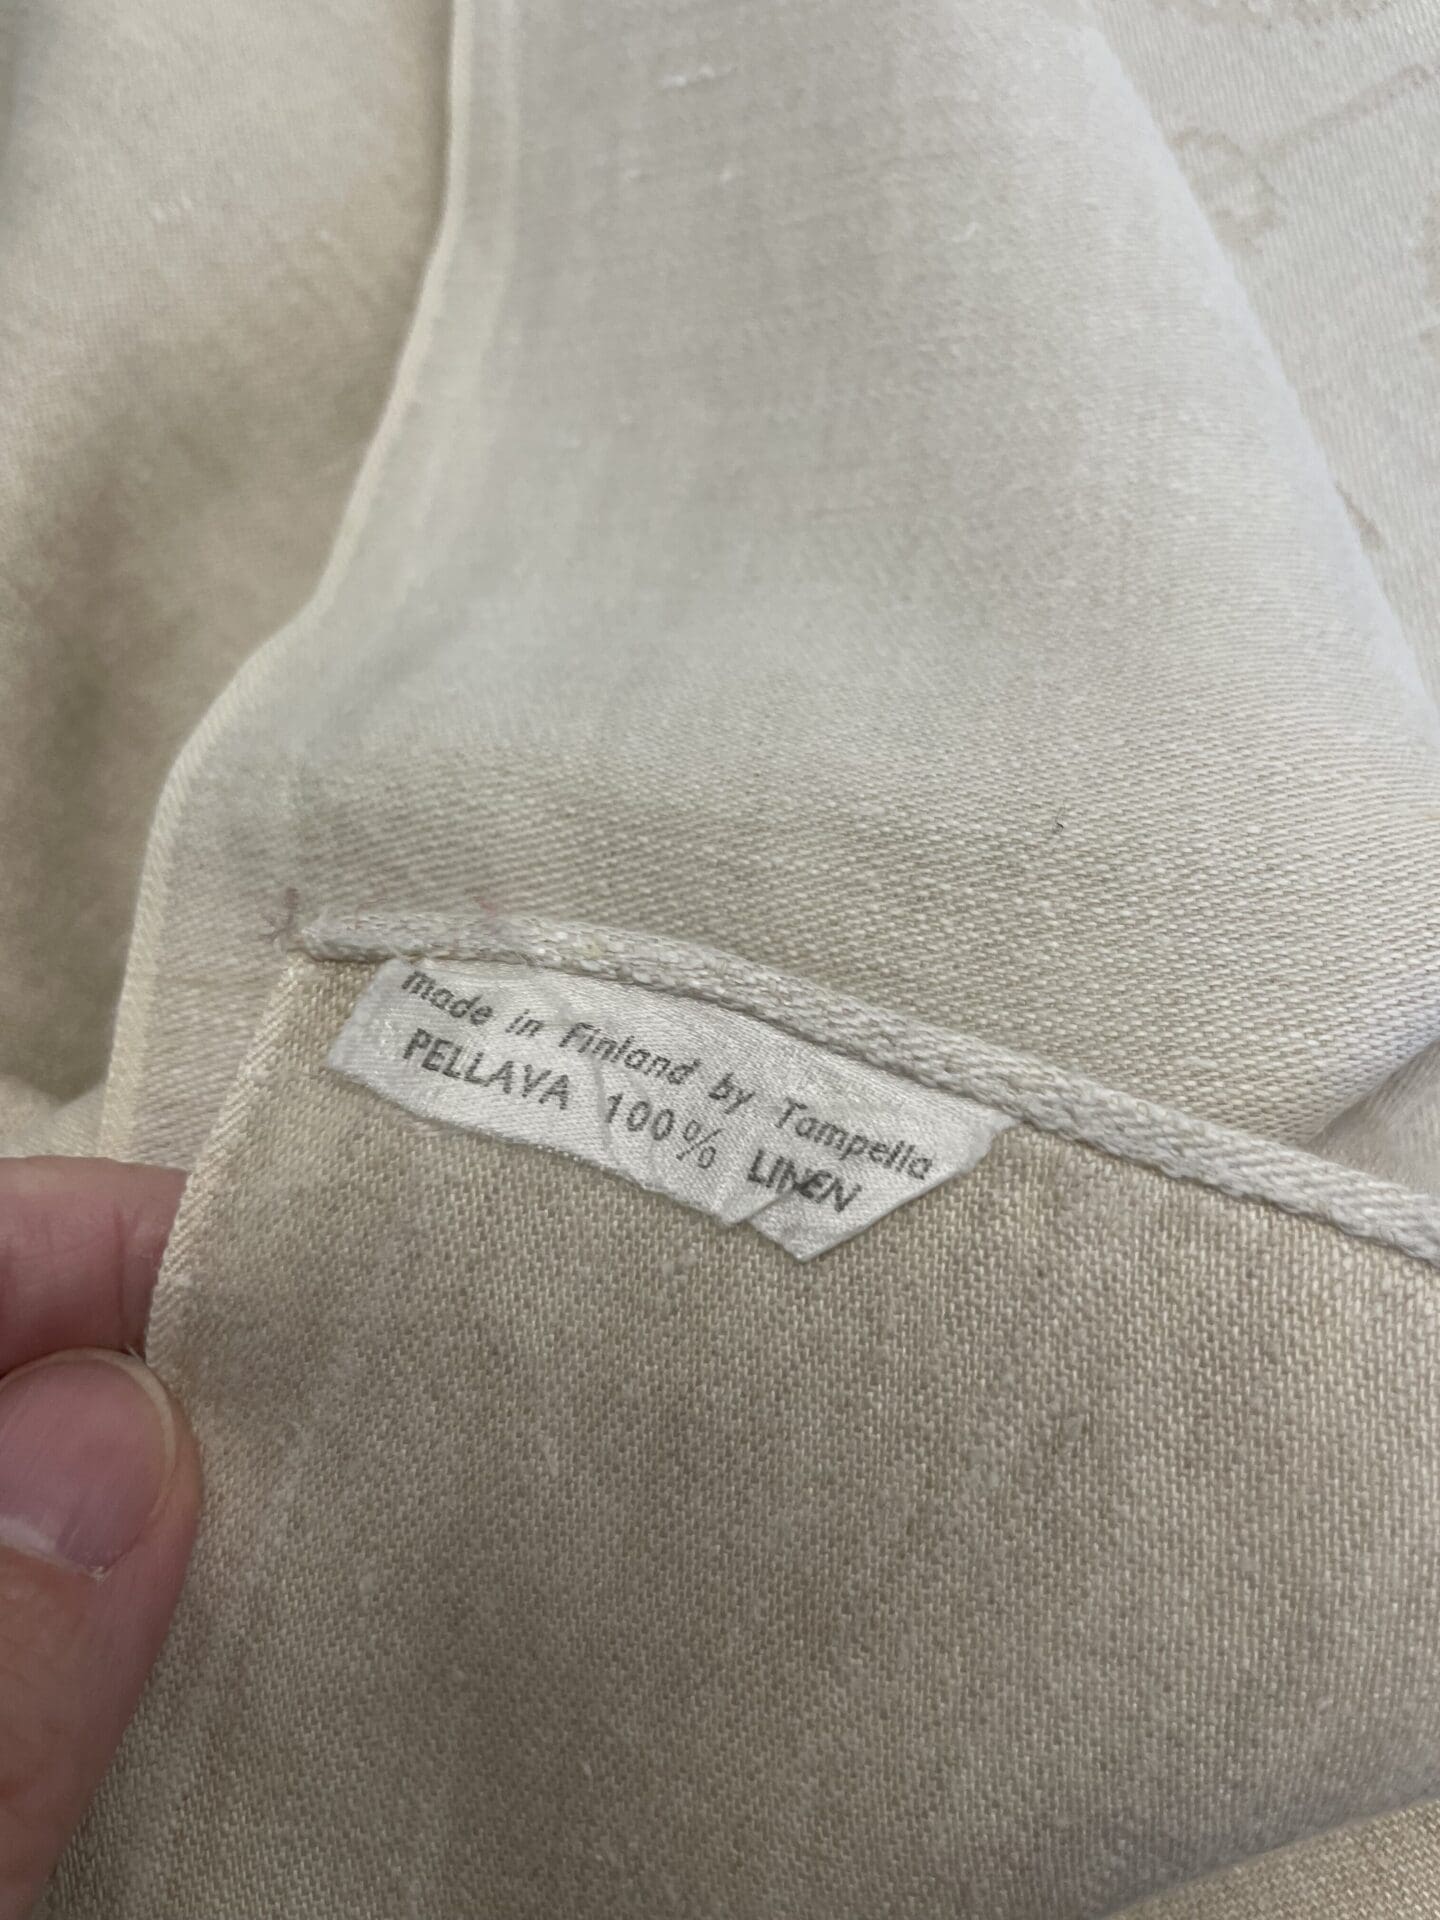 made in Finland by Tampella
PELLAVA 100% LINEN